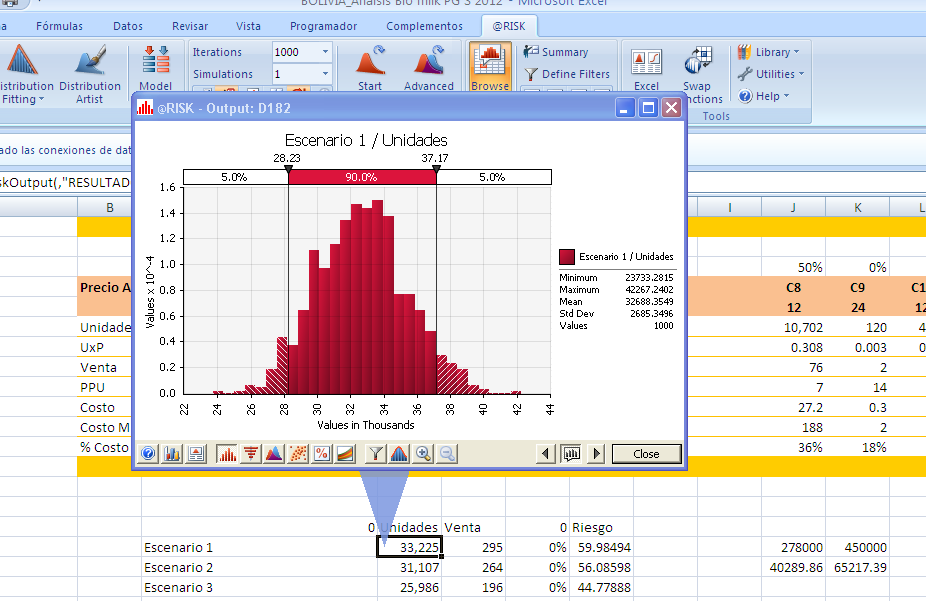 BOLIVIA_Analsis Bio milk PG S 2012 - Microsoft Excel
Fórmulas Datos Revisar Vista Programador Complementos @RISK
Distribution Fitting
Distribution Artist
Model
Iterations 1000
Simulations 1
Start
Advanced
Browse
Summary
Define Filters
Excel
Swap
Library
Utilities
Help
Tools
@RISK - Output: D182
ado las conexiones de dat
skOutput(,"RESULTAD
Escenario 1 / Unidades
28.23 37.17
5.0% 90.0% 5.0%
Values x 10^-4
1.6
1.4
1.2
1.0
0.8
0.6
0.4
0.2
0.0
22 24 26 28 30 32 34 36 38 40 42 44
Values in Thousands
Escenario 1 / Unidades
Minimum 23733.2815
Maximum 42267.2402
Mean 32688.3549
Std Dev 2685.3496
Values 1000
Close
B I J K L
50% 0%
Precio A C8 C9 C1
12 24 12
Unidade 10,702 120 4
UxP 0.308 0.003 0
Venta 76 2
PPU 7 14
Costo 27.2 0.3
Costo M 188 2
% Costo 36% 18%
0 Unidades Venta 0 Riesgo
Escenario 1 33,225 295 0% 59.98494 278000 450000
Escenario 2 31,107 264 0% 56.08598 40289.86 65217.39
Escenario 3 25,986 196 0% 44.77888